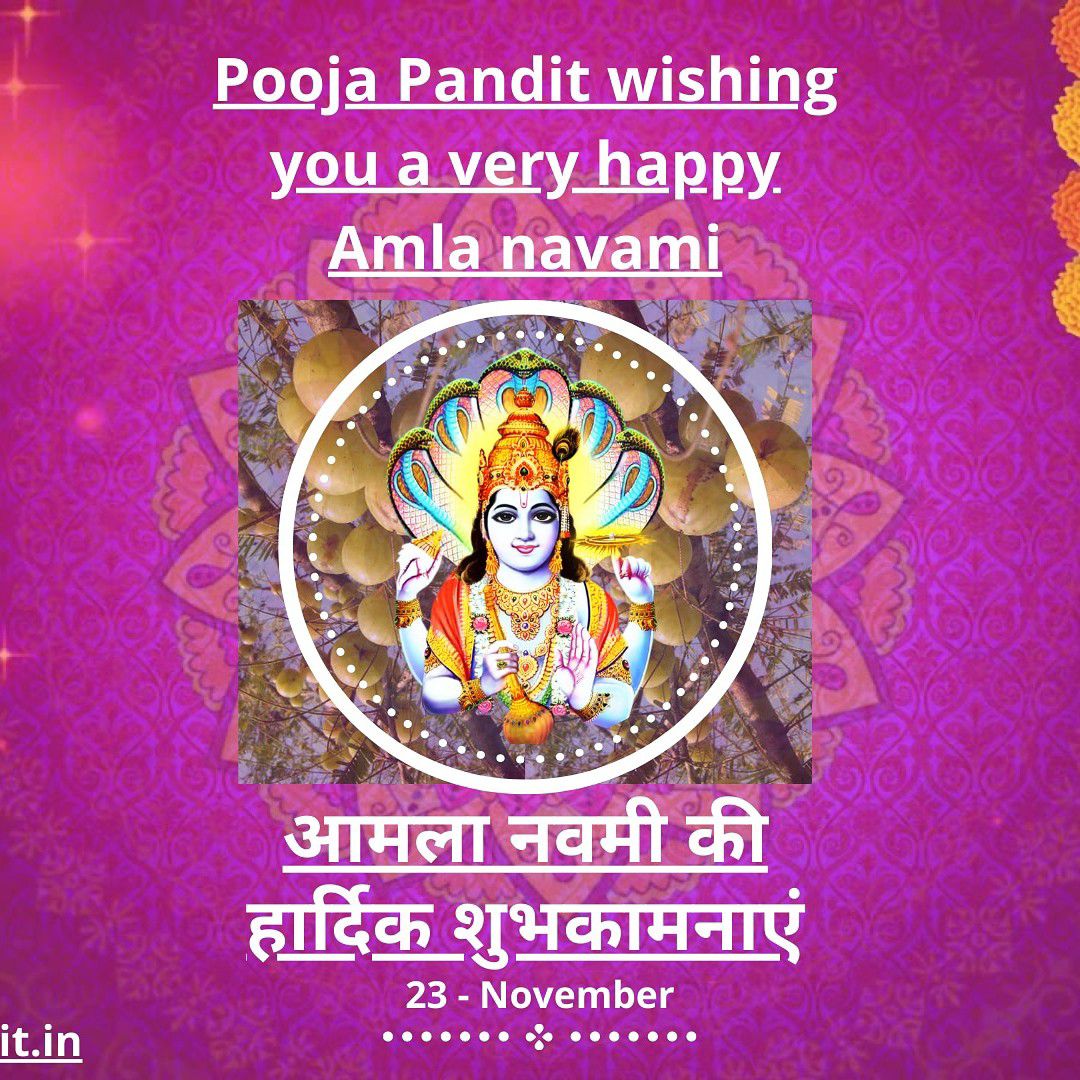 Pooja Pandit wishing
you a very happy
Amla navami
आमला नवमी की
हार्दिक शुभकामनाएं
23 - November
it.in